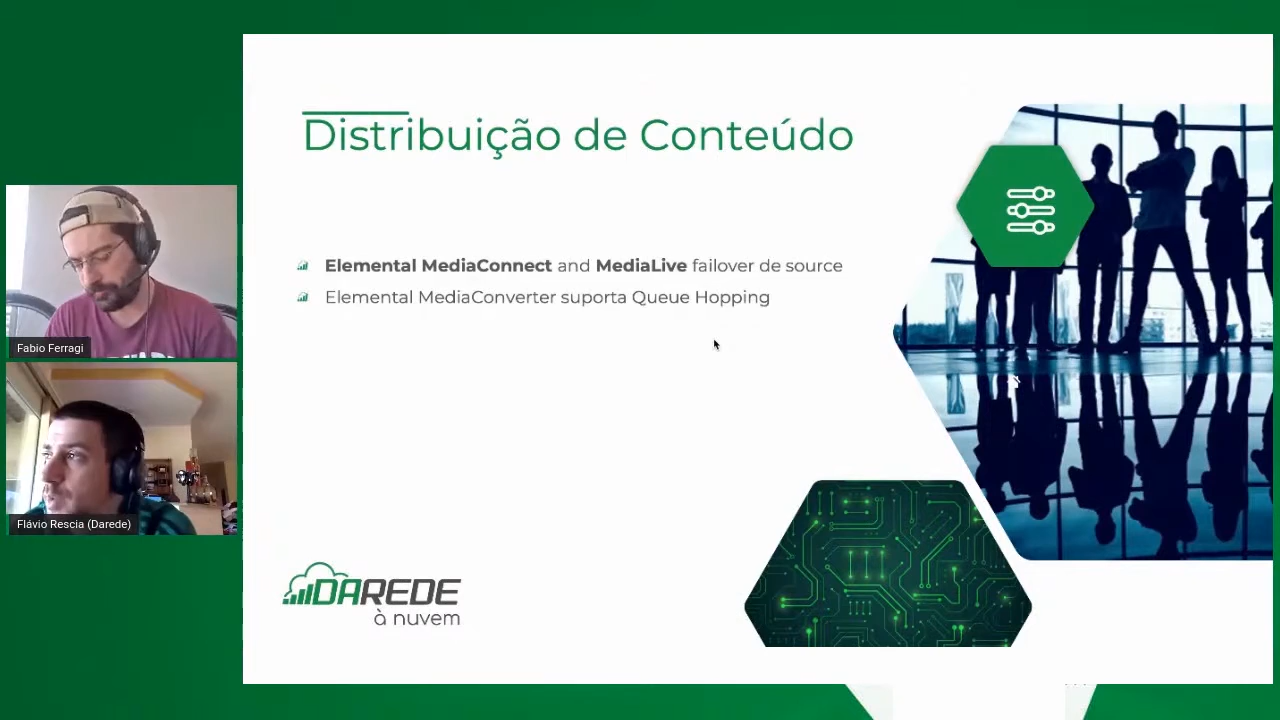 Distribuição de Conteúdo
Elemental MediaConnect and MediaLive failover de source
Elemental MediaConverter suporta Queue Hopping
Fabio Ferragi
Flávio Rescia (Darede)
DAREDE
à nuvem